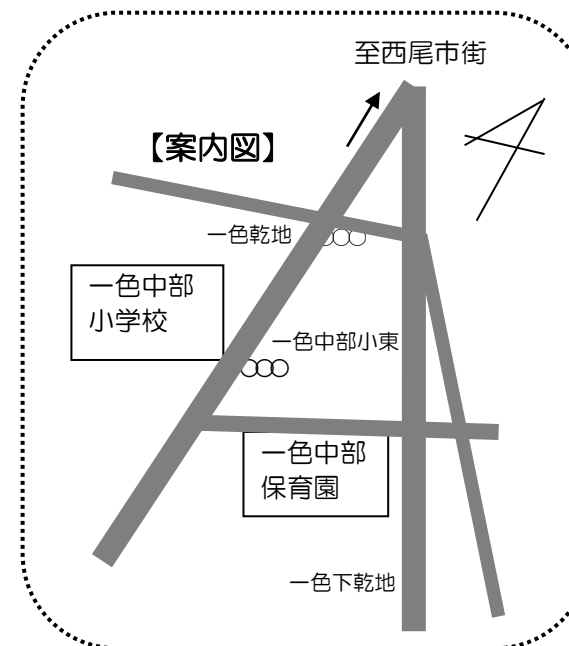 至西尾市街
【案内図】
一色乾地
一色中部
小学校
一色中部小東
一色中部
保育園
一色下乾地